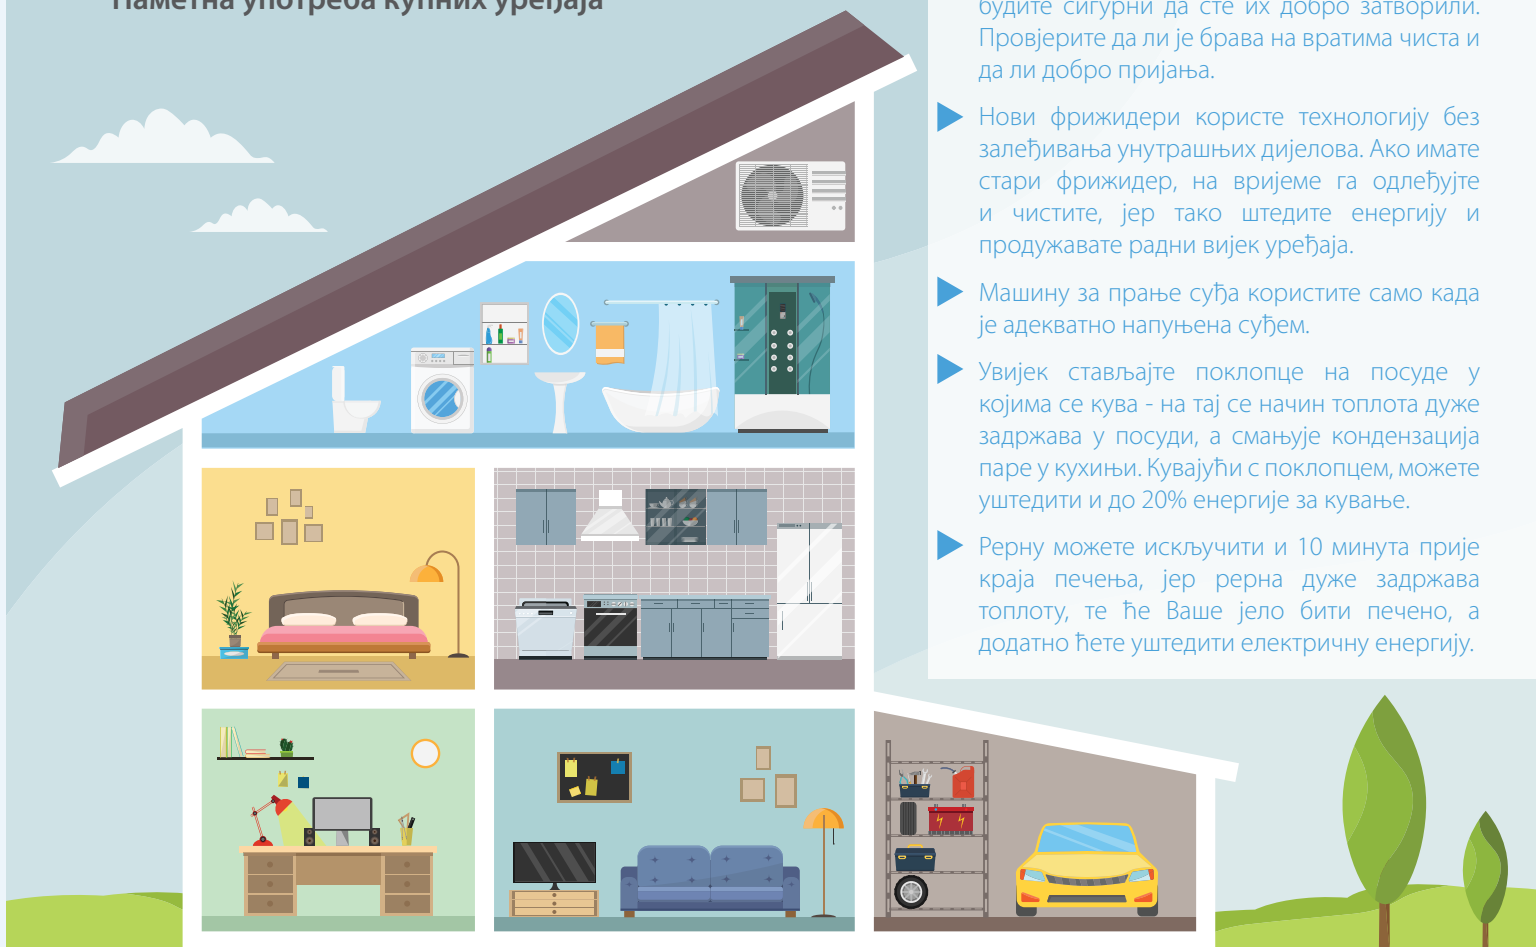 Паметна употреба кућних уређаја
будите сигурни да сте их добро затворили.
Провјерите да ли је брава на вратима чиста и
да ли добро пријања.
Нови фрижидери користе технологију без
залеђивања унутрашњих дијелова. Ако имате
стари фрижидер, на вријеме га одлеђујте
и чистите, јер тако штедите енергију и
продужавате радни вијек уређаја.
Машину за прање суђа користите само када
је адекватно напуњена суђем.
Увијек стављајте поклопце на посуде у
којима се кува - на тај се начин топлота дуже
задржава у посуди, а смањује кондензација
паре у кухињи. Кувајући с поклопцем, можете
уштедити и до 20% енергије за кување.
Рерну можете искључити и 10 минута прије
краја печења, јер рерна дуже задржава
топлоту, те ће Ваше јело бити печено, а
додатно ћете уштедити електричну енергију.